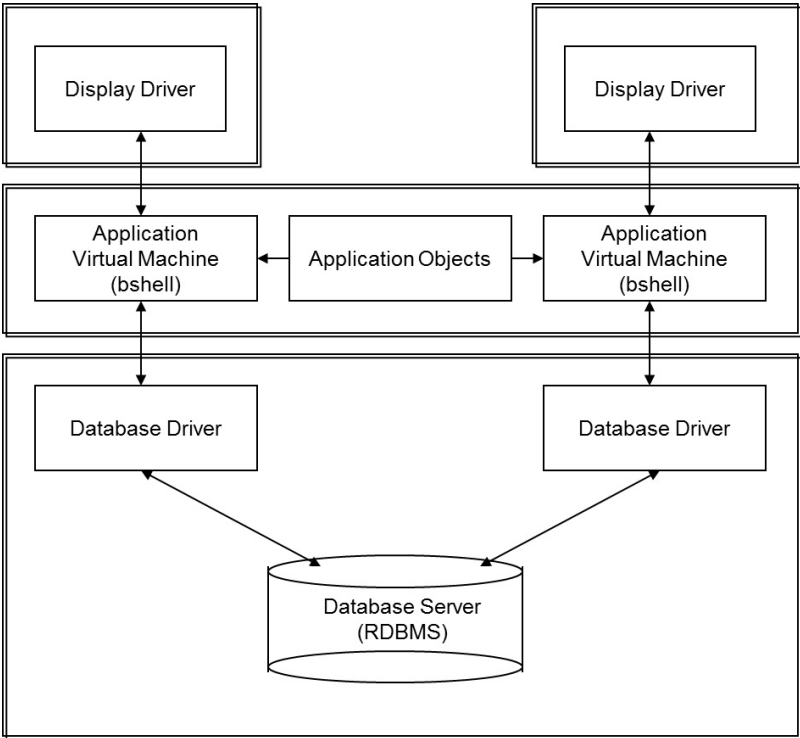 Display Driver
Display Driver
Application
Virtual Machine
(bshell)
Application Objects
Application
Virtual Machine
(bshell)
Database Driver
Database Driver
Database Server
(RDBMS)